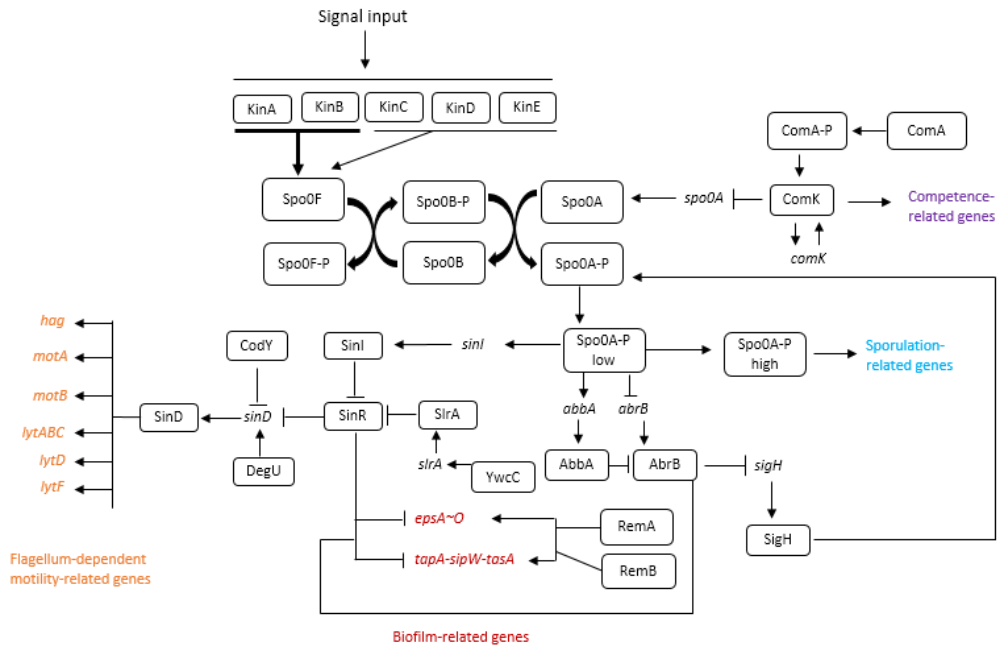 Signal input
KinA
KinB
KinC
KinD
KinE
ComA-P
ComA
Spo0F
Spo0B-P
Spo0A
spo0A
ComK
Competence-
related genes
Spo0F-P
Spo0B
Spo0A-P
comK
hag
motA
motB
lytABC
lytD
lytF
CodY
SinI
sinI
Spo0A-P
low
Spo0A-P
high
Sporulation-
related genes
SinD
sinD
SinR
SlrA
abbA
abrB
DegU
slrA
YwcC
AbbA
AbrB
sigH
epsA~O
RemA
SigH
tapA-sipW-tasA
RemB
Flagellum-dependent
motility-related genes
Biofilm-related genes